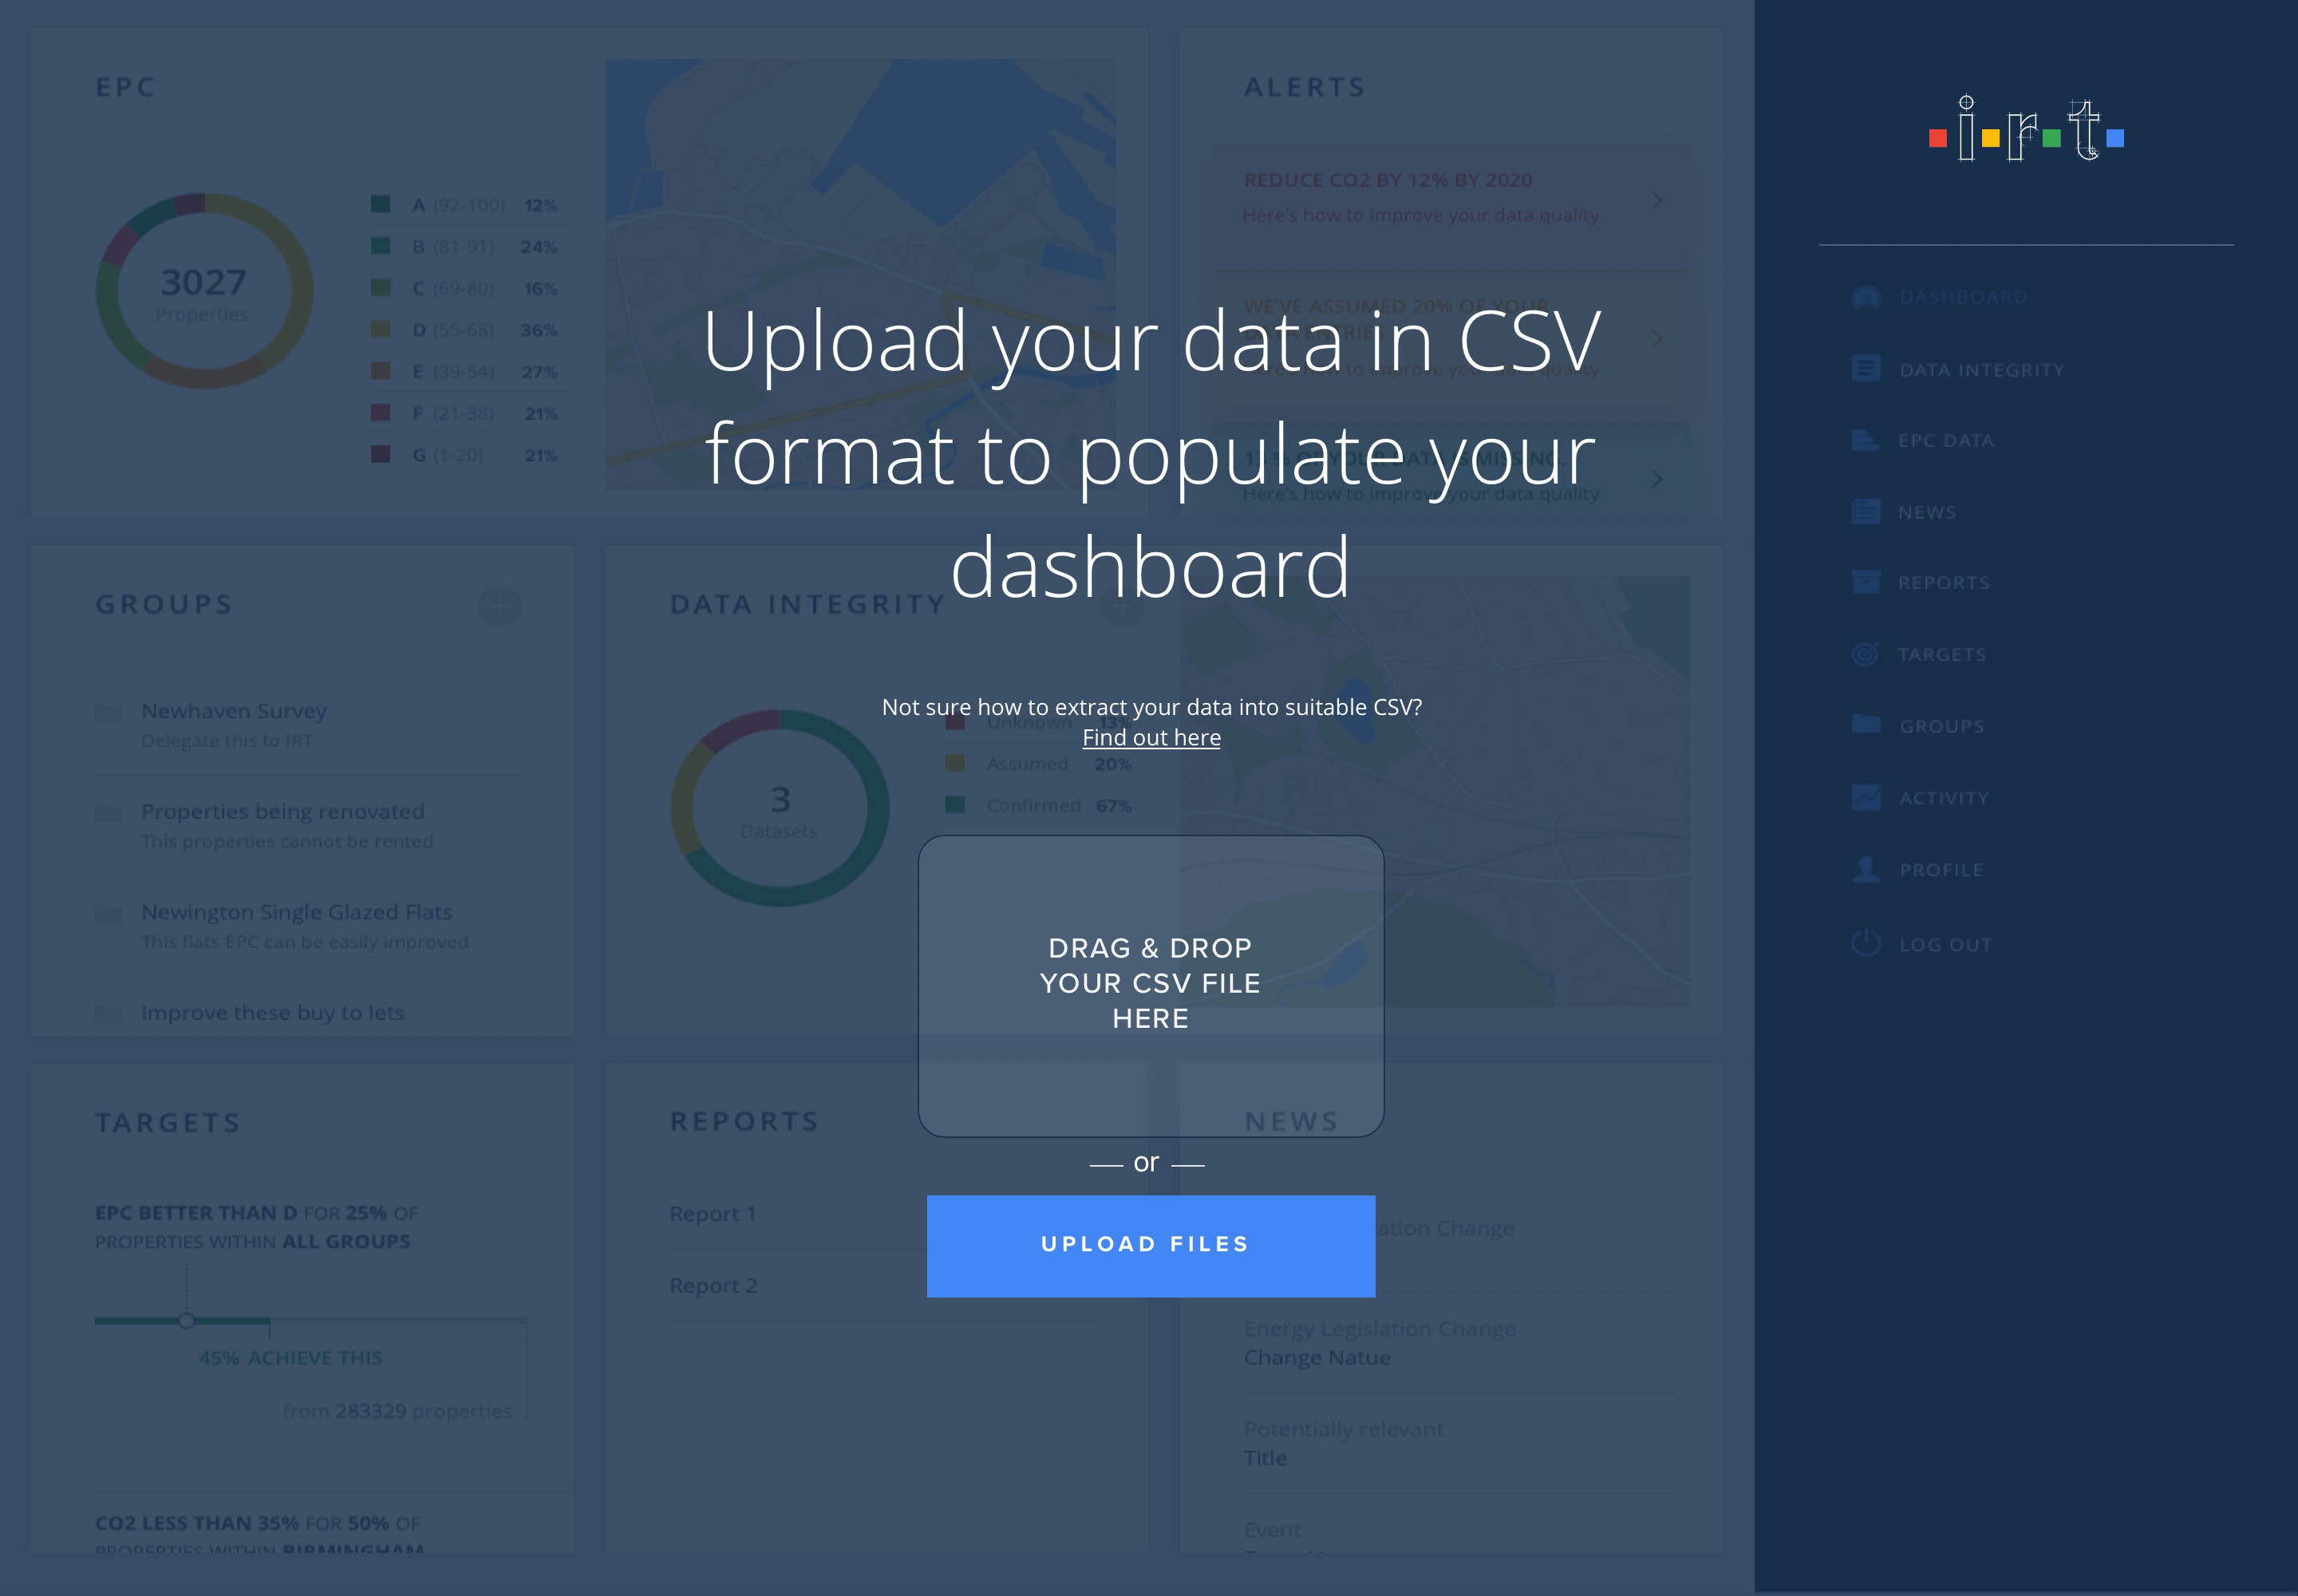 EPC
A (92-100) 12%
B (81-91) 24%
C (69-80) 16%
D (55-68) 36%
E (39-54) 27%
F (21-38) 21%
G (1-20) 21%
3027
Properties
ALERTS
REDUCE CO2 BY 12% BY 2020
Here's how to improve your data quality
WE'VE ASSUMED 20% OF YOUR
DATA ENTRIES
Here's how to improve your data quality
OF YOUR DATA IS MISSING.
Here's how to improve your data quality
Upload your data in CSV
format to populate your
dashboard
Not sure how to extract your data into suitable CSV?
Find out here
DRAG & DROP
YOUR CSV FILE
HERE
or
UPLOAD FILES
GROUPS
+
Newhaven Survey
Delegate this to IRT
Properties being renovated
This properties cannot be rented
Newington Single Glazed Flats
This flats EPC can be easily improved
Improve these buy to lets
DATA INTEGRITY
+
3
Datasets
Unknown 13%
Assumed 20%
Confirmed 67%
TARGETS
EPC BETTER THAN D FOR 25% OF
PROPERTIES WITHIN ALL GROUPS
45% ACHIEVE THIS
from 283329 properties
CO2 LESS THAN 35% FOR 50% OF
PROPERTIES WITHIN BIRMINGHAM
REPORTS
Report 1
Report 2
NEWS
ation Change
Energy Legislation Change
Change Natue
Potentially relevant
Title
Event
i.r.t
DASHBOARD
DATA INTEGRITY
EPC DATA
NEWS
REPORTS
TARGETS
GROUPS
ACTIVITY
PROFILE
LOG OUT